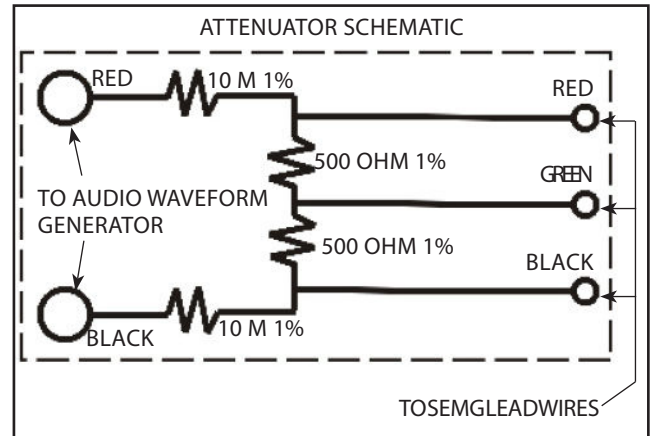 ATTENUATOR SCHEMATIC
RED
10 M 1%
RED
500 OHM 1%
GREEN
TO AUDIO WAVEFORM
GENERATOR
500 OHM 1%
BLACK
10 M 1%
BLACK
TOSEMGLEADWIRES